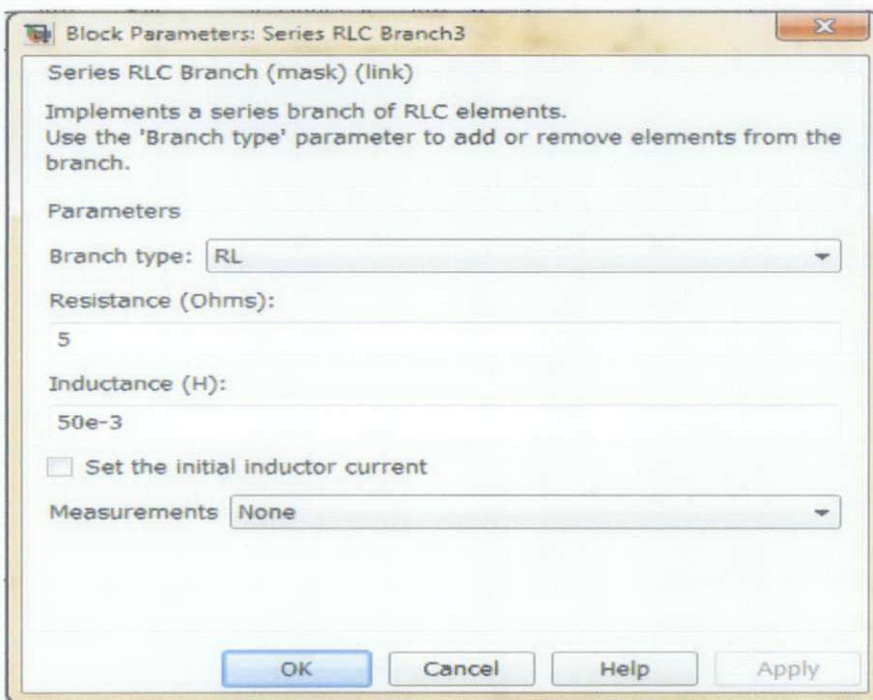 Block Parameters: Series RLC Branch3
Series RLC Branch (mask) (link)
Implements a series branch of RLC elements.
Use the 'Branch type' parameter to add or remove elements from the
branch.
Parameters
Branch type: RL
Resistance (Ohms):
5
Inductance (H):
50e-3
Set the initial inductor current
Measurements None
OK Cancel Help Apply